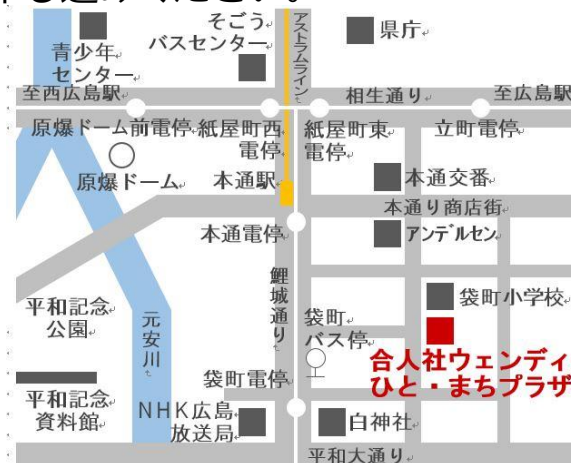 そごう
バスセンター
アストラムライン
県庁
青少年
センター
至西広島駅
相生通り
至広島駅
原爆ドーム前電停
紙屋町西
電停
紙屋町東
電停
立町電停
原爆ドーム
本通駅
本通交番
本通り商店街
本通電停
アンデルセン
鯉城通り
袋町小学校
平和記念
公園
元安川
袋町
バス停
合人社ウェンディ
ひと・まちプラザ
袋町電停
平和記念
資料館
NHK広島
放送局
白神社
平和大通り